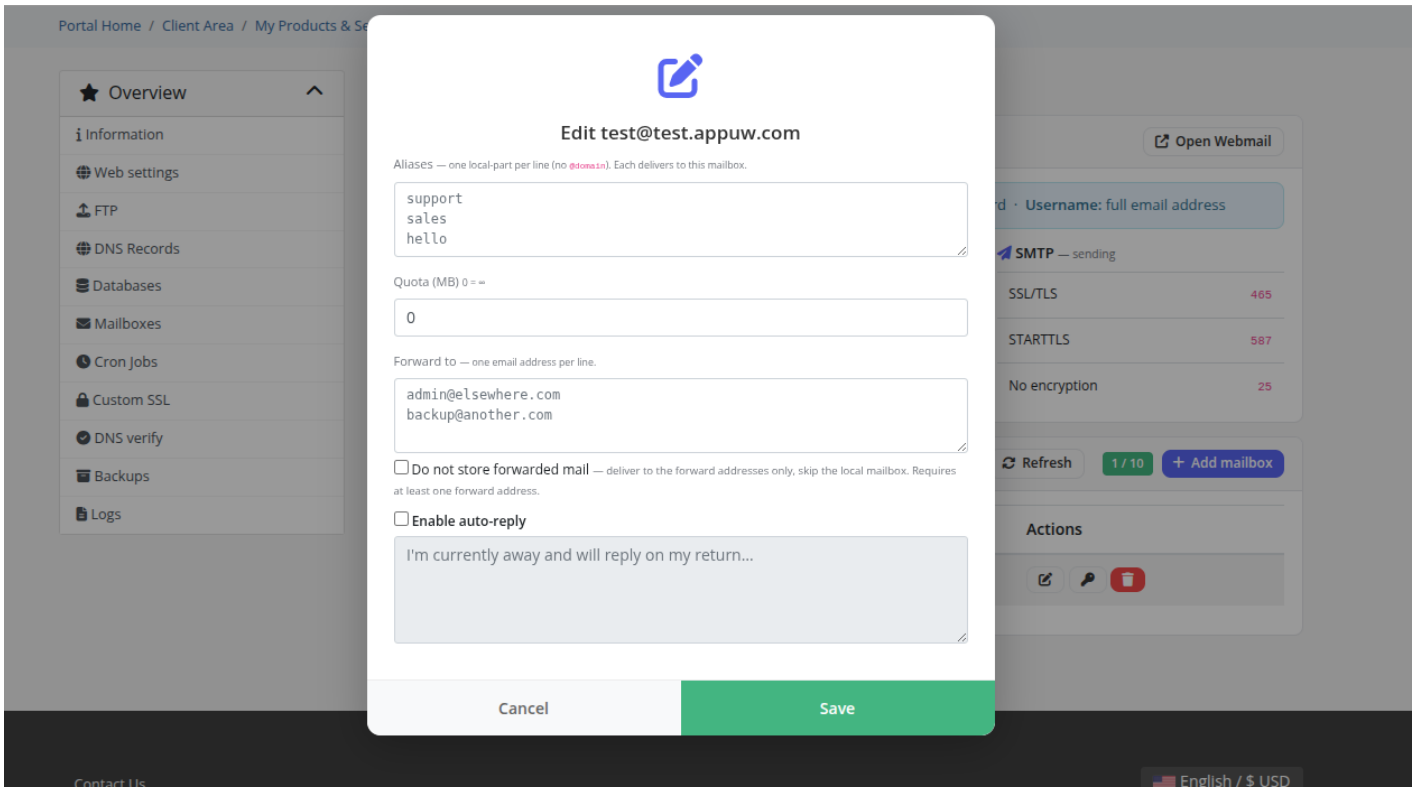 Portal Home / Client Area / My Products & Se
Overview
Information
Web settings
FTP
DNS Records
Databases
Mailboxes
Cron Jobs
Custom SSL
DNS verify
Backups
Logs
Edit test@test.appuw.com
Aliases — one local-part per line (no @domain). Each delivers to this mailbox.
support
sales
hello
Quota (MB) 0 = ∞
0
Forward to — one email address per line.
admin@elsewhere.com
backup@another.com
Do not store forwarded mail — deliver to the forward addresses only, skip the local mailbox. Requires
at least one forward address.
Enable auto-reply
I'm currently away and will reply on my return...
Cancel
Save
Open Webmail
rd · Username: full email address
SMTP — sending
SSL/TLS 465
STARTTLS 587
No encryption 25
Refresh
1 / 10
+ Add mailbox
Actions
Contact Us
English / $ USD